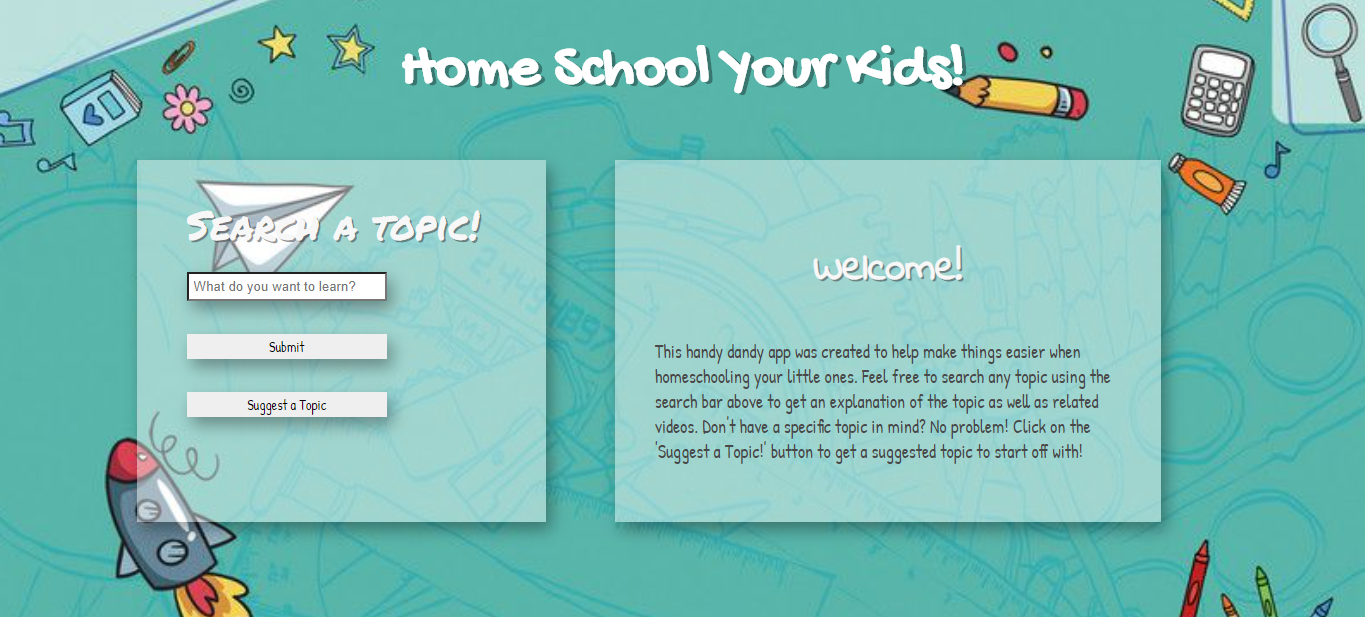 Home School Your Kids!
Search a topic!
What do you want to learn?
Submit
Suggest a Topic
Welcome!
This handy dandy app was created to help make things easier when
homeschooling your little ones. Feel free to search any topic using the
search bar above to get an explanation of the topic as well as related
videos. Don't have a specific topic in mind? No problem! Click on the
'Suggest a Topic!' button to get a suggested topic to start off with!